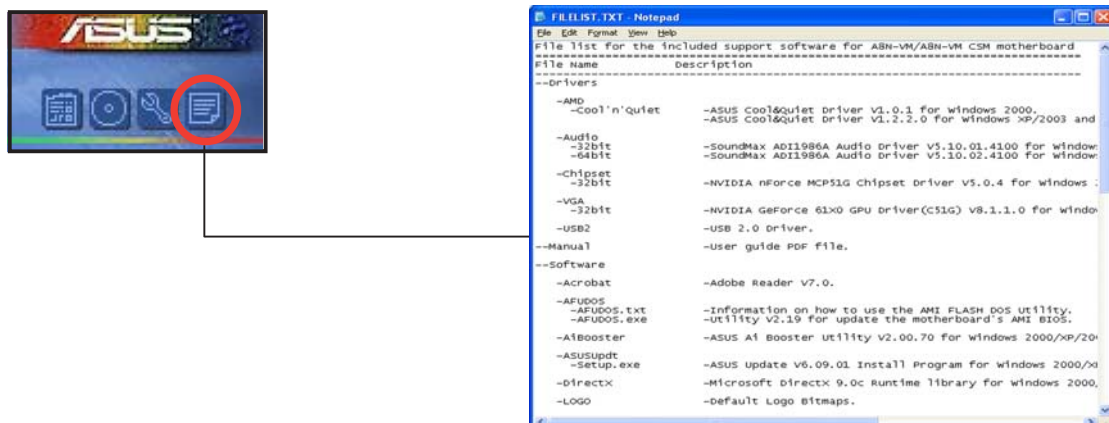 ASUS
FILELIST.TXT - Notepad
File Edit Format View Help
File list for the included support software for A8N-VM/A8N-VM CSM motherboard
================================================================================
File Name Description
================================================================================
--Drivers
-AMD
-Cool'n'Quiet -ASUS Cool&Quiet Driver V1.0.1 for Windows 2000.
-ASUS Cool&Quiet Driver V1.2.2.0 for Windows XP/2003 and
-Audio
-32bit -SoundMax ADI1986A Audio Driver V5.10.01.4100 for Window
-64bit -SoundMax ADI1986A Audio Driver V5.10.02.4100 for Window
-Chipset
-32bit -NVIDIA nForce MCP51G Chipset Driver V5.0.4 for Windows
-VGA
-32bit -NVIDIA GeForce 61X0 GPU Driver(C51G) V8.1.1.0 for Windo
-USB2 -USB 2.0 Driver.
--Manual -User guide PDF file.
--Software
-Acrobat -Adobe Reader V7.0.
-AFUDOS
-AFUDOS.txt -Information on how to use the AMI FLASH DOS Utility.
-AFUDOS.exe -Utility V2.19 for update the motherboard's AMI BIOS.
-AiBooster -ASUS Ai Booster Utility V2.00.70 for Windows 2000/XP/20
-ASUSUpdt
-Setup.exe -ASUS Update V6.09.01 Install Program for Windows 2000/X
-DirectX -Microsoft DirectX 9.0c Runtime library for Windows 2000,
-LOGO -Default Logo Bitmaps.